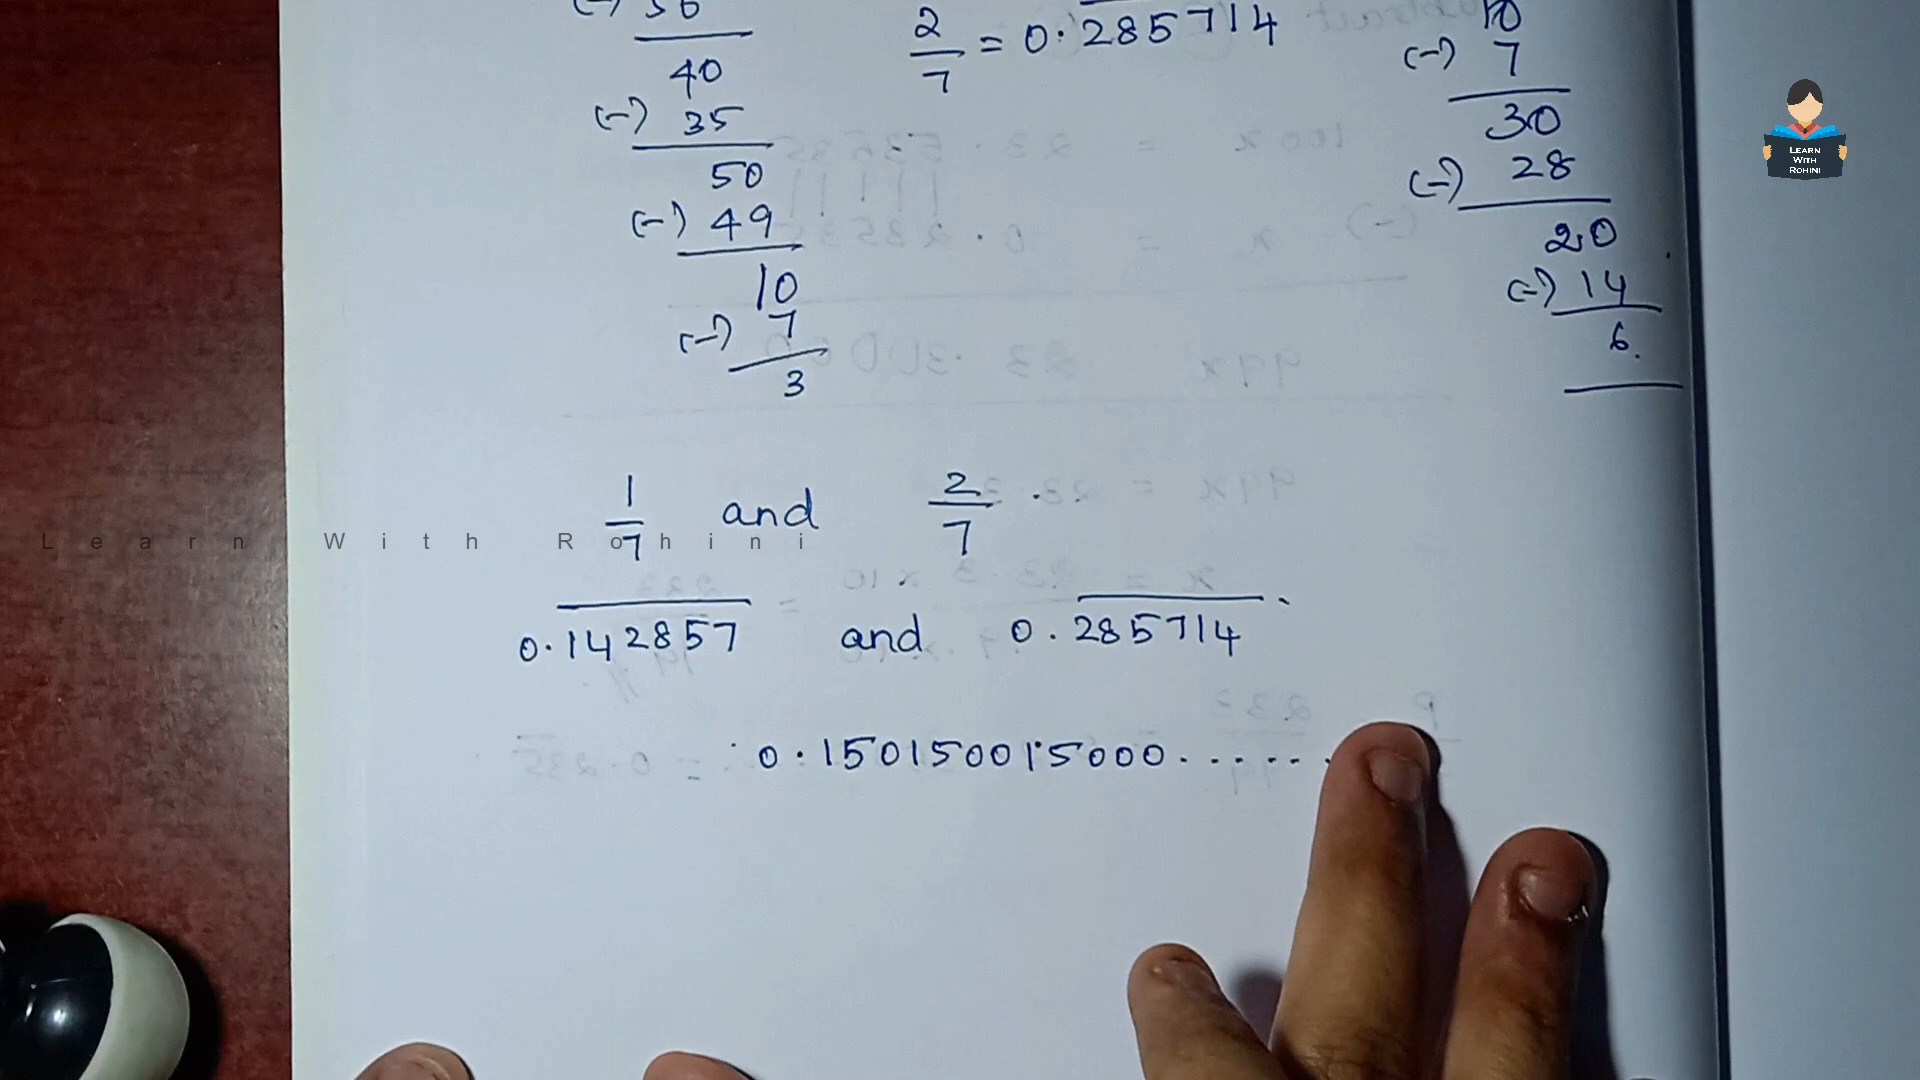 (-) 56
40
(-) 35
50
(-) 49
10
(-) 7
3
2/7 = 0.285714
10
(-) 7
30
(-) 28
20
(-) 14
6.
LEARN
WITH
ROHINI
1/7 and 2/7
Learn With Rohini
0.142857 and 0.285714
0.150150015000......